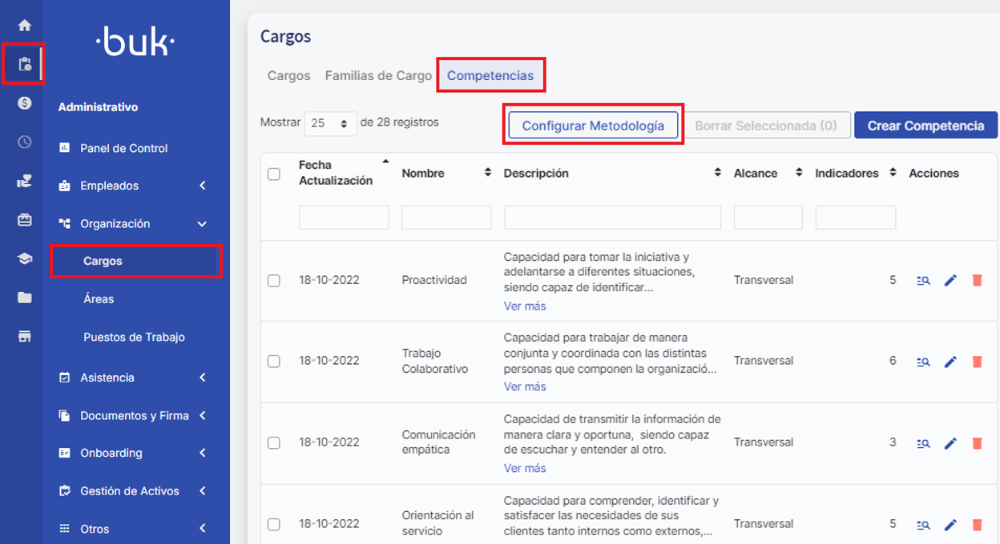 ·buk·
Administrativo
Panel de Control
Empleados
Organización
Cargos
Áreas
Puestos de Trabajo
Asistencia
Documentos y Firma
Onboarding
Gestión de Activos
Otros
Cargos
Cargos Familias de Cargo Competencias
Mostrar 25 de 28 registros
Configurar Metodología Borrar Seleccionada (0) Crear Competencia
Fecha
Actualización Nombre Descripción Alcance Indicadores Acciones
Capacidad para tomar la iniciativa y
adelantarse a diferentes situaciones,
18-10-2022 Proactividad siendo capaz de identificar... Transversal 5
Ver más
Capacidad para trabajar de manera
Trabajo conjunta y coordinada con las distintas
18-10-2022 Colaborativo personas que componen la organizació... Transversal 6
Ver más
Capacidad de transmitir la información de
Comunicación manera clara y oportuna, siendo capaz
18-10-2022 empática de escuchar y entender al otro. Transversal 3
Ver más
Capacidad para comprender, identificar y
Orientación al satisfacer las necesidades de sus
18-10-2022 servicio clientes tanto internos como externos,... Transversal 5